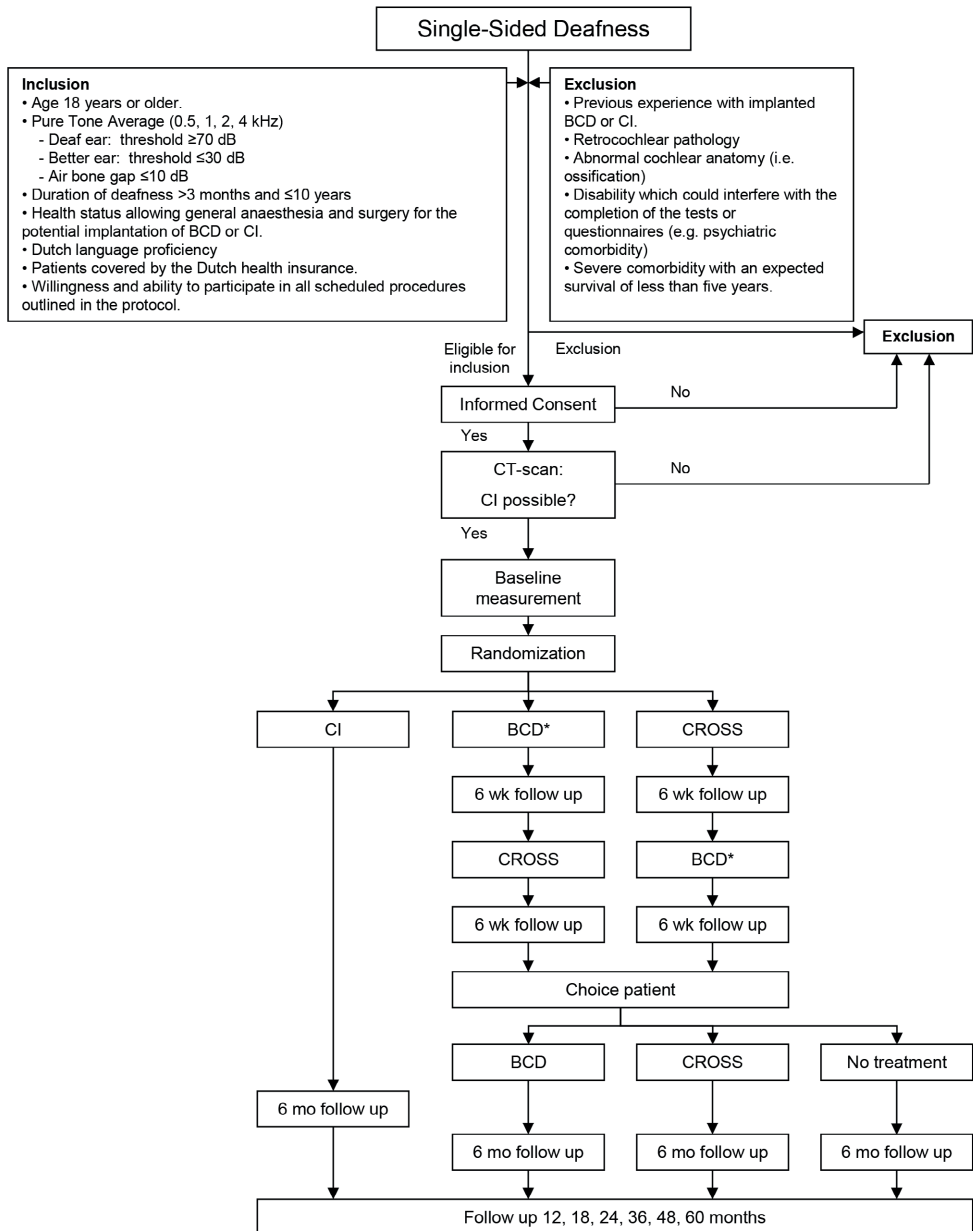 Single-Sided Deafness
Inclusion
• Age 18 years or older.
• Pure Tone Average (0.5, 1, 2, 4 kHz)
- Deaf ear: threshold ≥70 dB
- Better ear: threshold ≤30 dB
- Air bone gap ≤10 dB
• Duration of deafness >3 months and ≤10 years
• Health status allowing general anaesthesia and surgery for the
potential implantation of BCD or CI.
• Dutch language proficiency
• Patients covered by the Dutch health insurance.
• Willingness and ability to participate in all scheduled procedures
outlined in the protocol.
Exclusion
• Previous experience with implanted
BCD or CI.
• Retrocochlear pathology
• Abnormal cochlear anatomy (i.e.
ossification)
• Disability which could interfere with the
completion of the tests or
questionnaires (e.g. psychiatric
comorbidity)
• Severe comorbidity with an expected
survival of less than five years.
Exclusion
Eligible for
inclusion
Exclusion
Informed Consent
No
Yes
CT-scan:
CI possible?
No
Yes
Baseline
measurement
Randomization
CI
BCD*
CROSS
6 wk follow up
6 wk follow up
CROSS
BCD*
6 wk follow up
6 wk follow up
Choice patient
BCD
CROSS
No treatment
6 mo follow up
6 mo follow up
6 mo follow up
6 mo follow up
Follow up 12, 18, 24, 36, 48, 60 months